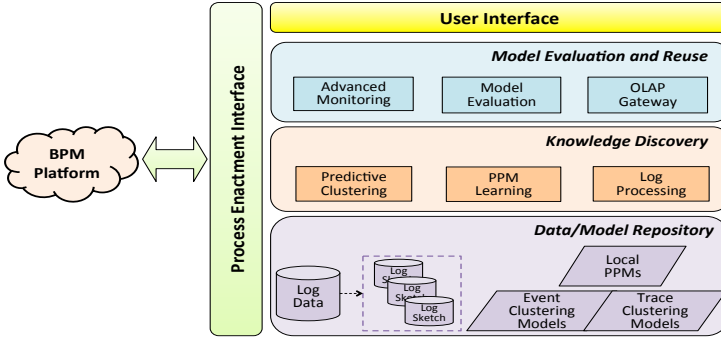 User Interface
Model Evaluation and Reuse
Advanced
Monitoring
Model
Evaluation
OLAP
Gateway
BPM
Platform
Process Enactment Interface
Knowledge Discovery
Predictive
Clustering
PPM
Learning
Log
Processing
Data/Model Repository
Log
Data
Log
Log
Log
Sketch
Local
PPMs
Event
Clustering
Models
Trace
Clustering
Models